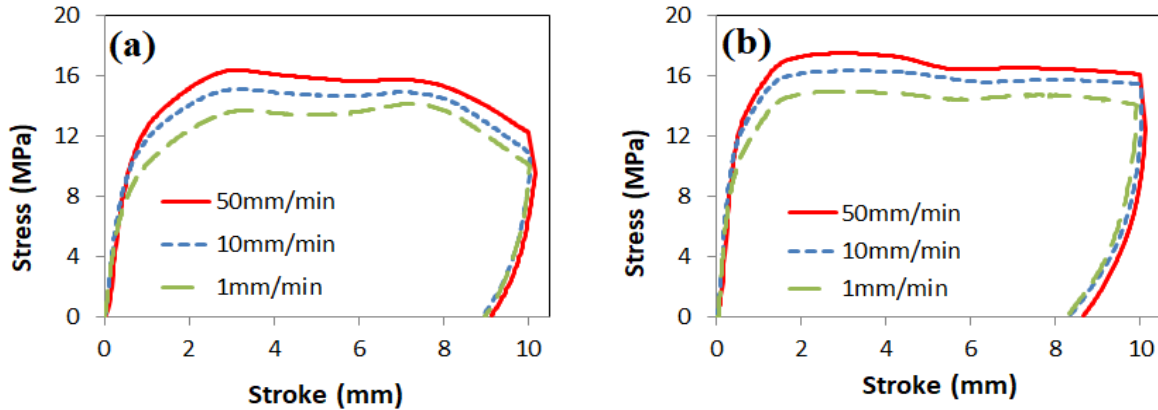 (a)
Stress (MPa)
20
16
12
8
4
0
50mm/min
10mm/min
1mm/min
0 2 4 6 8 10
Stroke (mm)
(b)
Stress (MPa)
20
16
12
8
4
0
50mm/min
10mm/min
1mm/min
0 2 4 6 8 10
Stroke (mm)